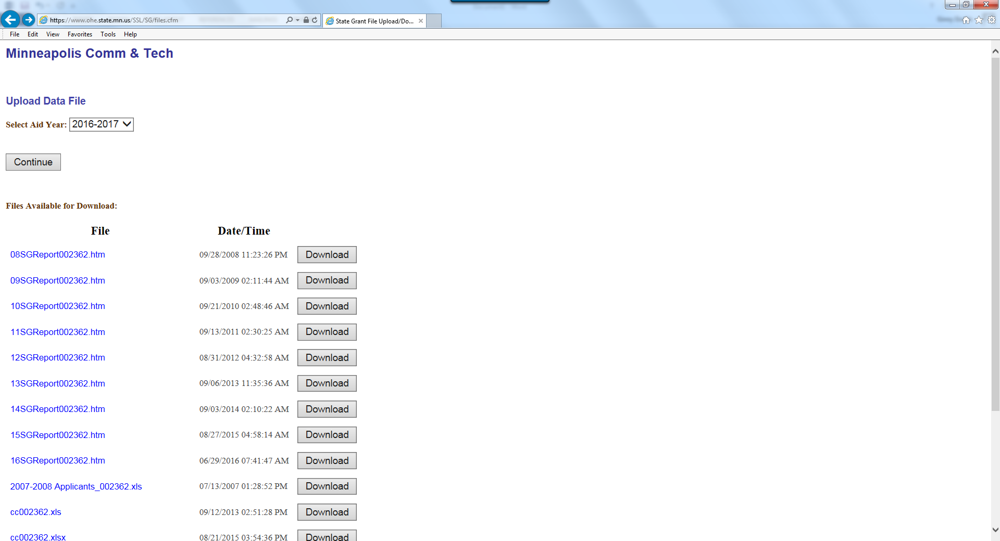 https://www.ohe.state.mn.us/SSL/SG/files.cfm
State Grant File Upload/Do...
File Edit View Favorites Tools Help
Minneapolis Comm & Tech
Upload Data File
Select Aid Year: 2016-2017
Continue
Files Available for Download:
File Date/Time
08SGReport002362.htm 09/28/2008 11:23:26 PM Download
09SGReport002362.htm 09/03/2009 02:11:44 AM Download
10SGReport002362.htm 09/21/2010 02:48:46 AM Download
11SGReport002362.htm 09/13/2011 02:30:25 AM Download
12SGReport002362.htm 08/31/2012 04:32:58 AM Download
13SGReport002362.htm 09/06/2013 11:35:36 AM Download
14SGReport002362.htm 09/03/2014 02:10:22 AM Download
15SGReport002362.htm 08/27/2015 04:58:14 AM Download
16SGReport002362.htm 06/29/2016 07:41:47 AM Download
2007-2008 Applicants_002362.xls 07/13/2007 01:28:52 PM Download
cc002362.xls 09/12/2013 02:51:28 PM Download
cc002362.xlsx 08/21/2015 03:54:36 PM Download